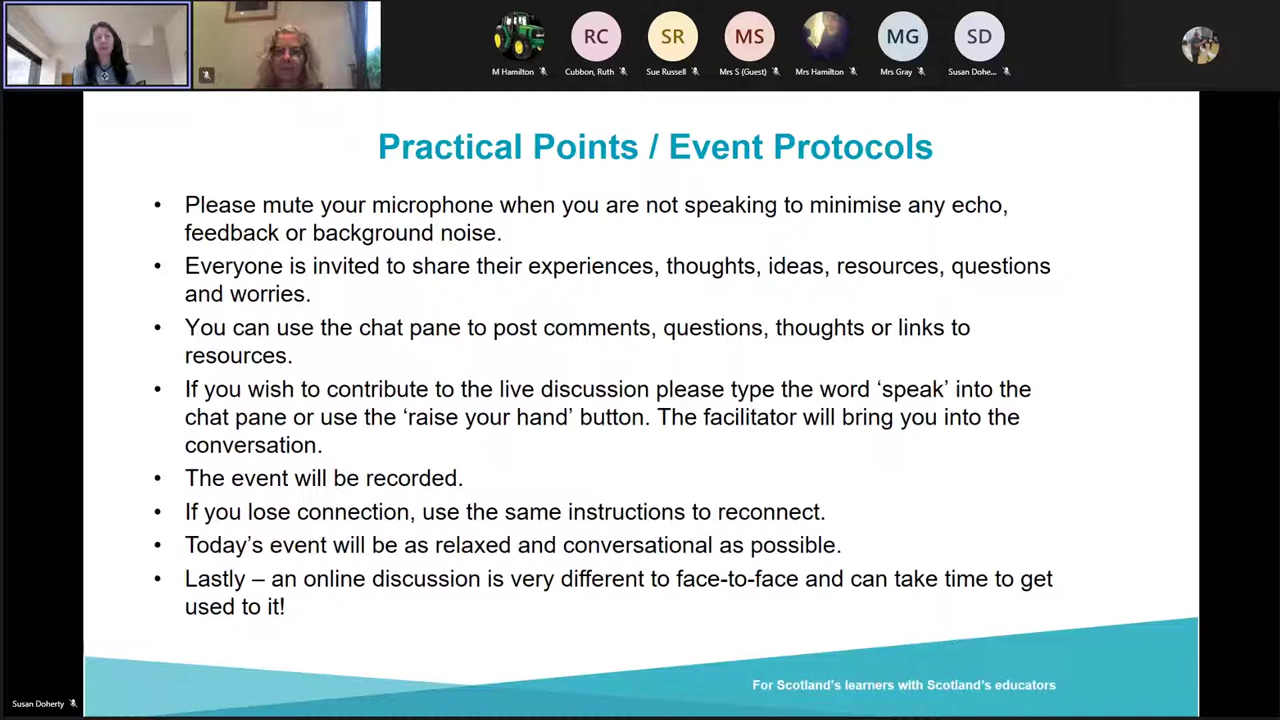 RC
SR
MS
MG
SD
M Hamilton
Cubbon, Ruth
Sue Russell
Mrs S (Guest)
Mrs Hamilton
Mrs Gray
Susan Dohe...
Practical Points / Event Protocols
• Please mute your microphone when you are not speaking to minimise any echo,
feedback or background noise.
• Everyone is invited to share their experiences, thoughts, ideas, resources, questions
and worries.
• You can use the chat pane to post comments, questions, thoughts or links to
resources.
• If you wish to contribute to the live discussion please type the word ‘speak’ into the
chat pane or use the ‘raise your hand’ button. The facilitator will bring you into the
conversation.
• The event will be recorded.
• If you lose connection, use the same instructions to reconnect.
• Today’s event will be as relaxed and conversational as possible.
• Lastly – an online discussion is very different to face-to-face and can take time to get
used to it!
For Scotland’s learners with Scotland’s educators
Susan Doherty